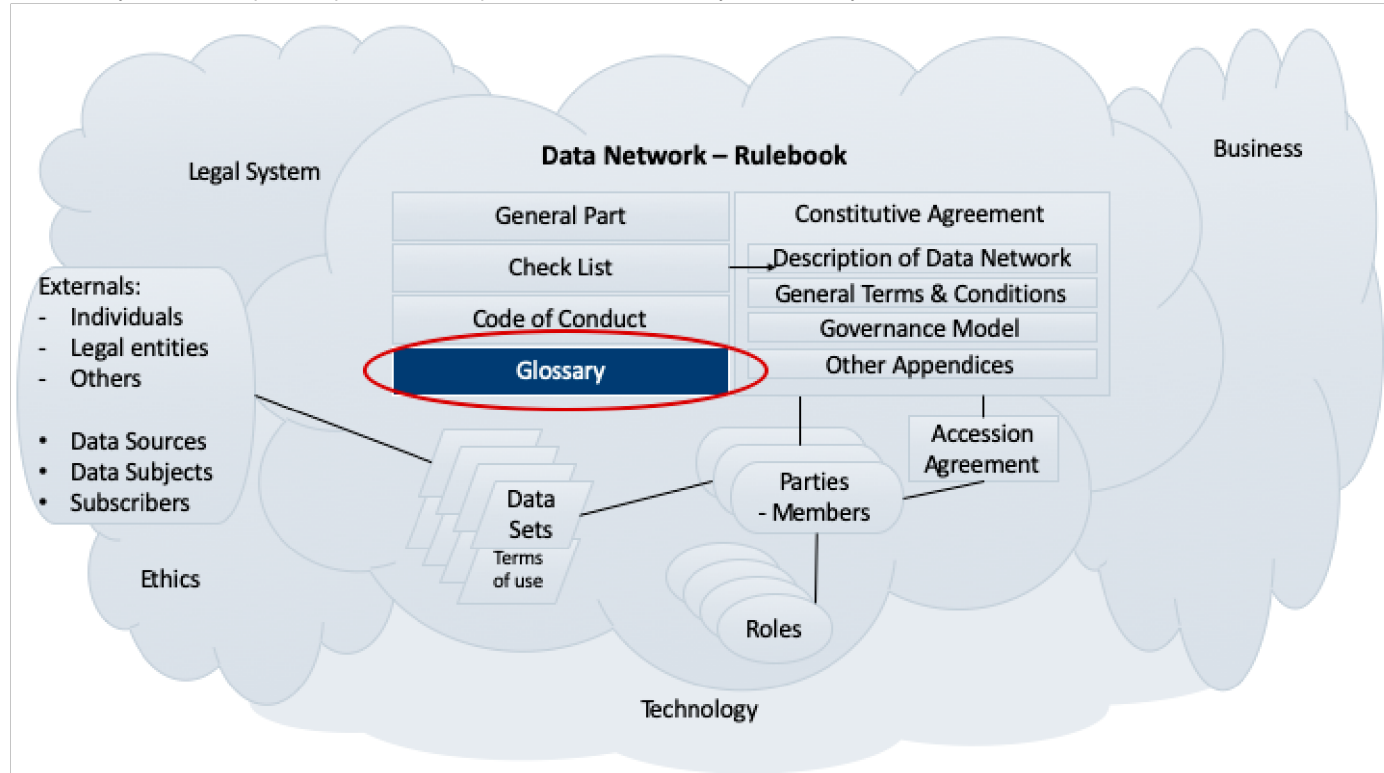 Data Network – Rulebook
Legal System
Business
General Part
Check List
Code of Conduct
Glossary
Constitutive Agreement
Description of Data Network
General Terms & Conditions
Governance Model
Other Appendices
Externals:
- Individuals
- Legal entities
- Others
• Data Sources
• Data Subjects
• Subscribers
Data
Sets
Terms
of use
Parties
- Members
Accession
Agreement
Roles
Ethics
Technology